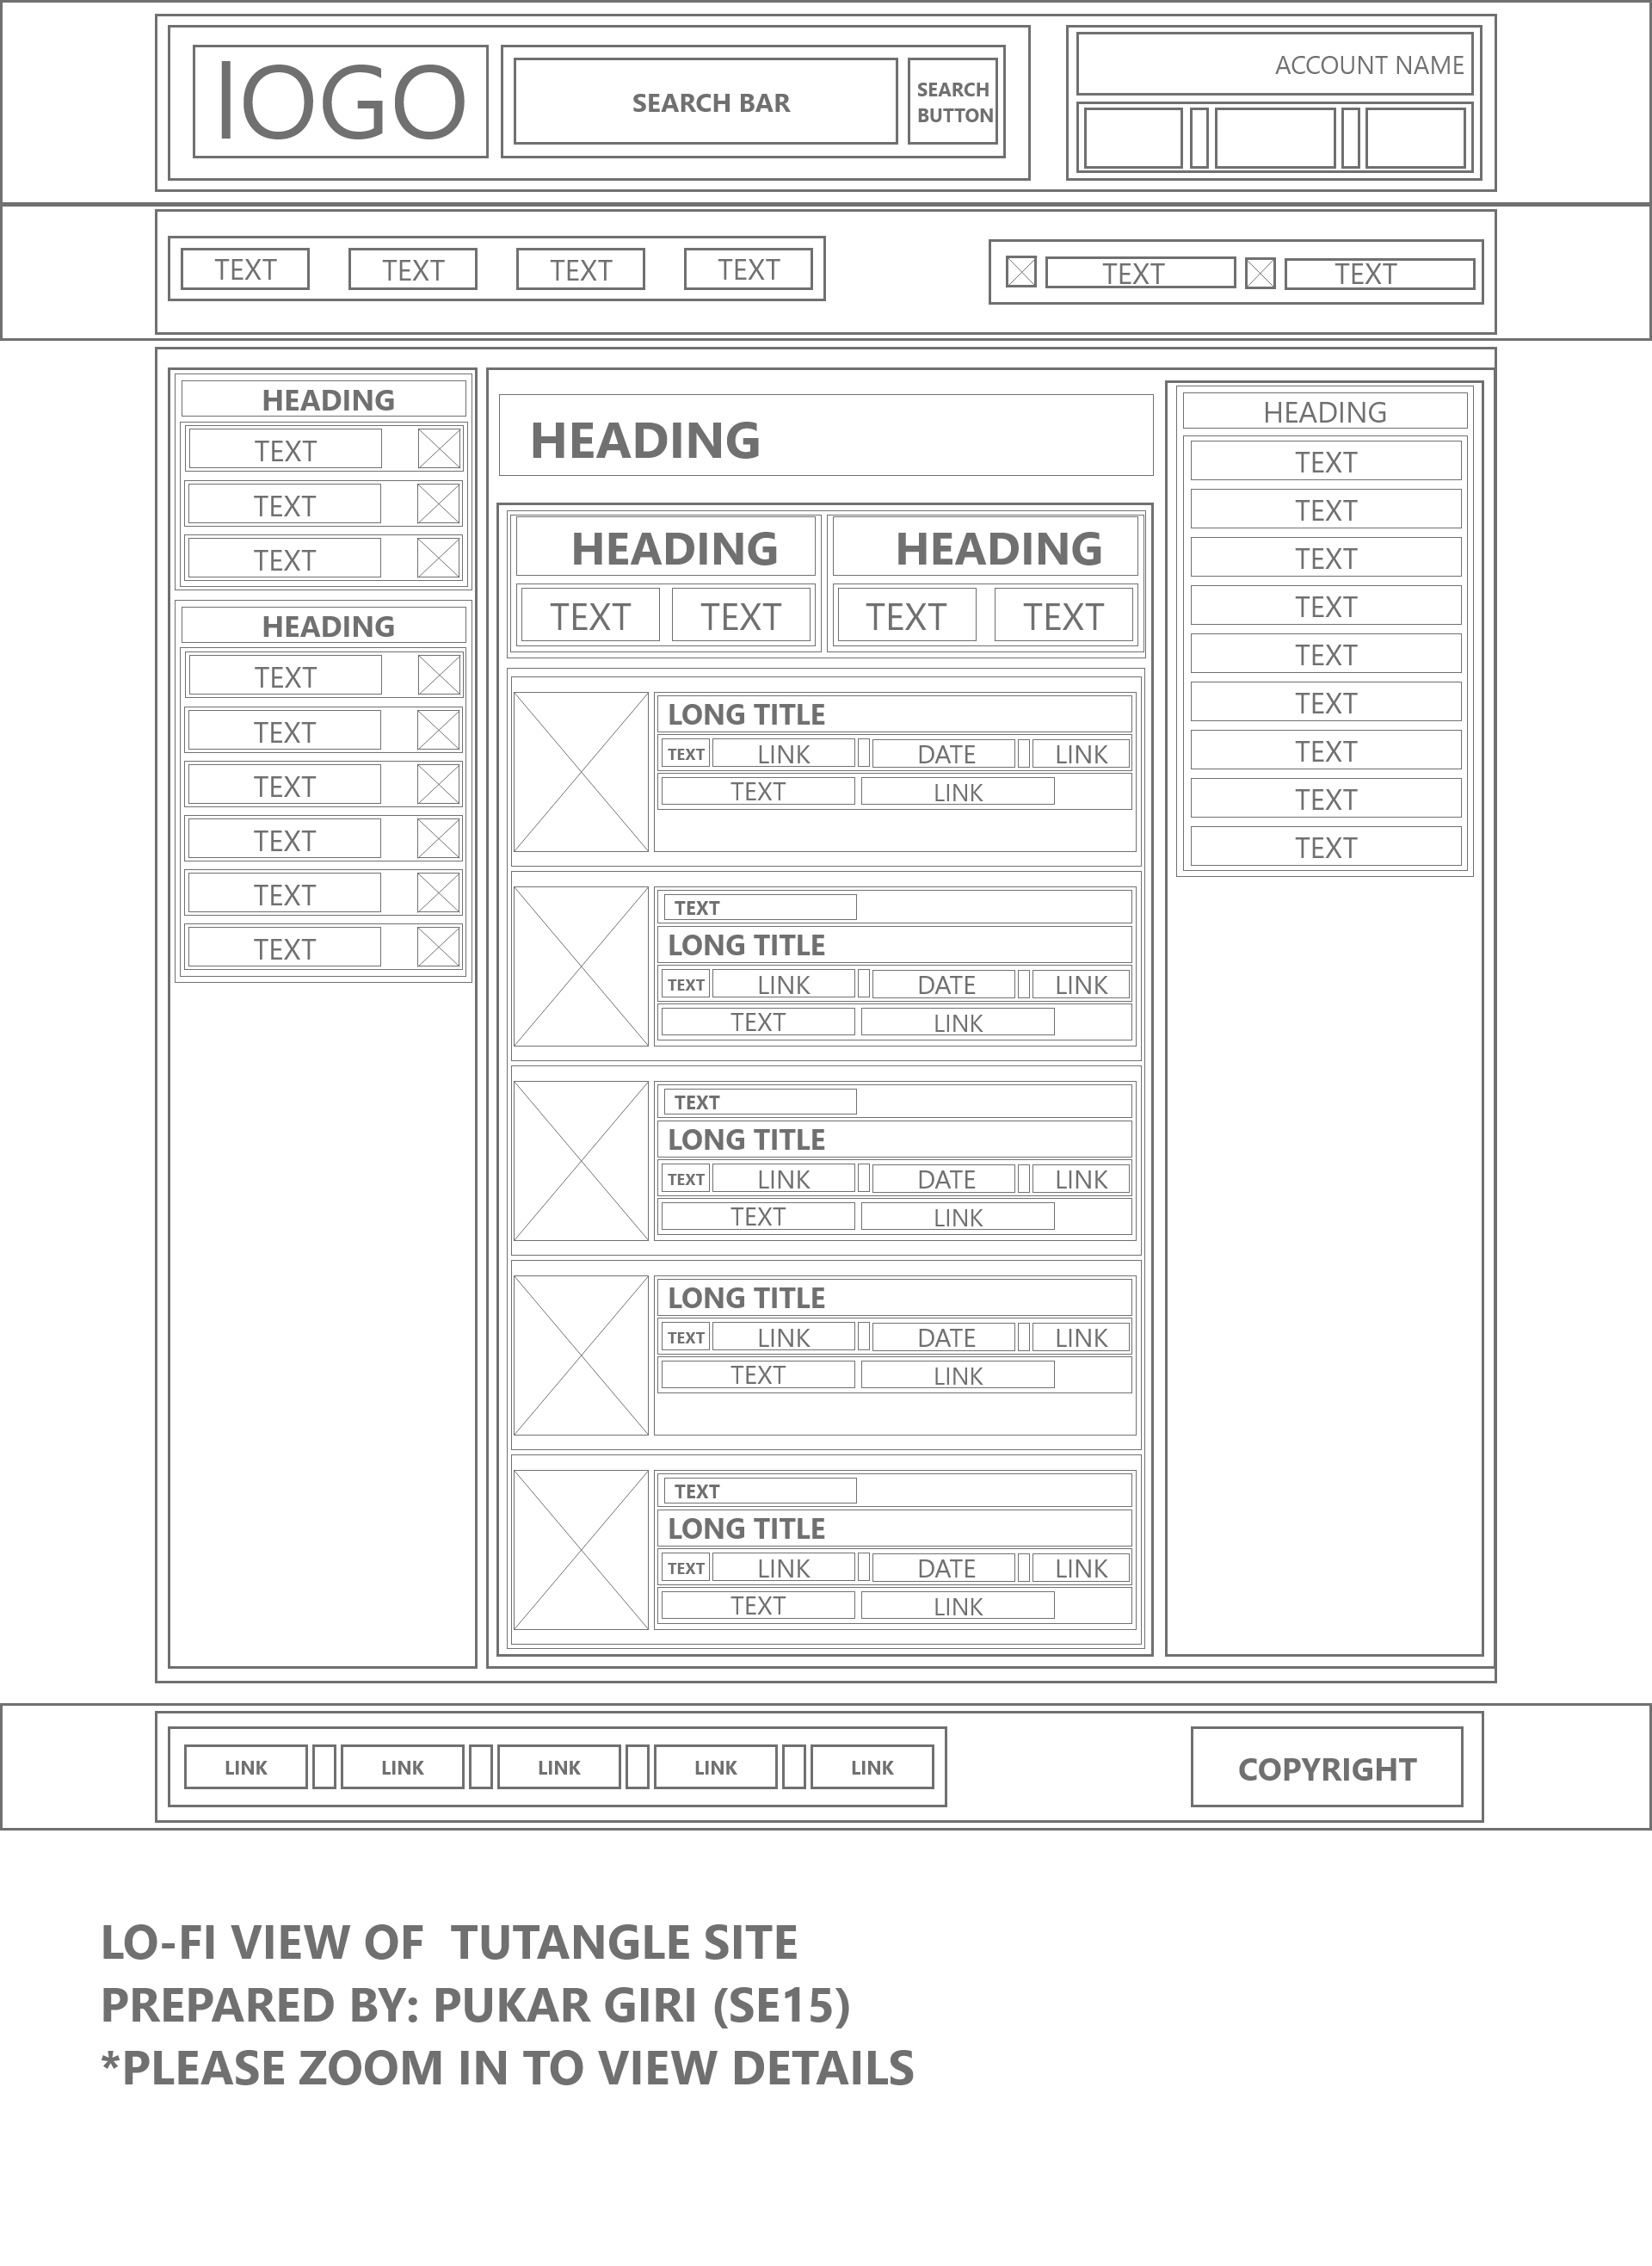 lOGO
SEARCH BAR
SEARCH
BUTTON
ACCOUNT NAME
TEXT TEXT TEXT TEXT
TEXT TEXT
HEADING
TEXT
TEXT
TEXT
HEADING
TEXT
TEXT
TEXT
TEXT
TEXT
TEXT
HEADING
HEADING HEADING
TEXT TEXT TEXT TEXT
LONG TITLE
TEXT LINK DATE LINK
TEXT LINK
TEXT
LONG TITLE
TEXT LINK DATE LINK
TEXT LINK
TEXT
LONG TITLE
TEXT LINK DATE LINK
TEXT LINK
LONG TITLE
TEXT LINK DATE LINK
TEXT LINK
TEXT
LONG TITLE
TEXT LINK DATE LINK
TEXT LINK
HEADING
TEXT
TEXT
TEXT
TEXT
TEXT
TEXT
TEXT
TEXT
TEXT
LINK LINK LINK LINK LINK
COPYRIGHT
LO-FI VIEW OF TUTANGLE SITE
PREPARED BY: PUKAR GIRI (SE15)
*PLEASE ZOOM IN TO VIEW DETAILS